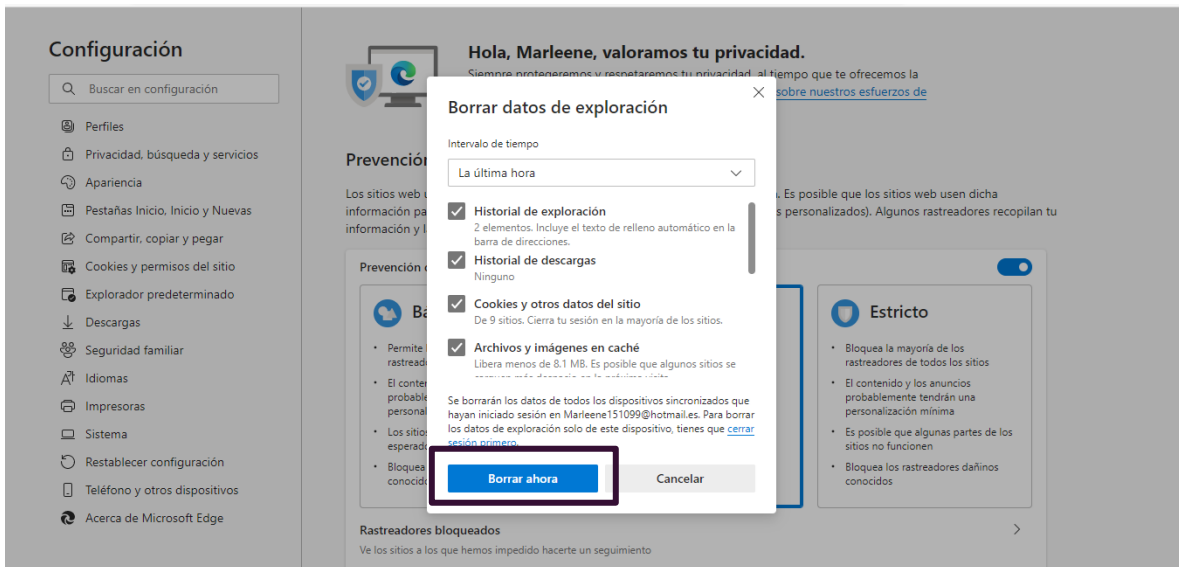 Configuración
Buscar en configuración
Perfiles
Privacidad, búsqueda y servicios
Apariencia
Pestañas Inicio, Inicio y Nuevas
Compartir, copiar y pegar
Cookies y permisos del sitio
Explorador predeterminado
Descargas
Seguridad familiar
Idiomas
Impresoras
Sistema
Restablecer configuración
Teléfono y otros dispositivos
Acerca de Microsoft Edge
Hola, Marleene, valoramos tu privacidad.
Siempre protegeremos y respetaremos tu privacidad, al tiempo que te ofrecemos la
sobre nuestros esfuerzos de
Prevención
Los sitios web
. Es posible que los sitios web usen dicha
información
s personalizados). Algunos rastreadores recopilan tu
información y
Prevención
Permite
El
Los sitios
Bloquea
Estricto
Bloquea la mayoría de los
rastreadores de todos los sitios
El contenido y los anuncios
probablemente tendrán una
personalización mínima
Es posible que algunas partes de los
sitios no funcionen
Bloquea los rastreadores dañinos
conocidos
Rastreadores bloqueados
Ve los sitios a los que hemos impedido hacerte un seguimiento
Borrar datos de exploración
Intervalo de tiempo
La última hora
Historial de exploración
2 elementos. Incluye el texto de relleno automático en la
barra de direcciones.
Historial de descargas
Ninguno
Cookies y otros datos del sitio
De 9 sitios. Cierra tu sesión en la mayoría de los sitios.
Archivos y imágenes en caché
Libera menos de 8.1 MB. Es posible que algunos sitios se
Se borrarán los datos de todos los dispositivos sincronizados que
hayan iniciado sesión en Marleene151099@hotmail.es. Para borrar
los datos de exploración solo de este dispositivo, tienes que cerrar
sesión primero.
Borrar ahora
Cancelar